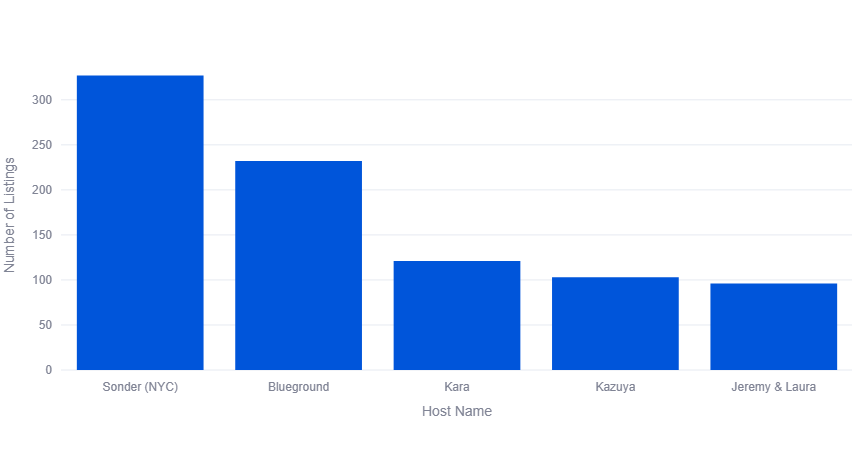 Number of Listings
300
250
200
150
100
50
0
Sonder (NYC) Blueground Kara Kazuya Jeremy & Laura
Host Name